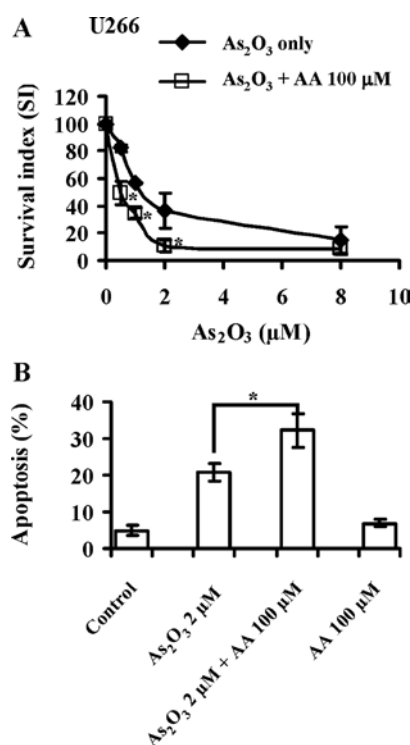 A
U266
As₂O₃ only
As₂O₃ + AA 100 μM
Survival index (SI)
120
100
80
60
40
20
0
*
*
*
0 2 4 6 8 10
As₂O₃ (μM)
B
*
Apoptosis (%)
40
30
20
10
0
Control
As₂O₃ 2 μM
As₂O₃ 2 μM + AA 100 μM
AA 100 μM